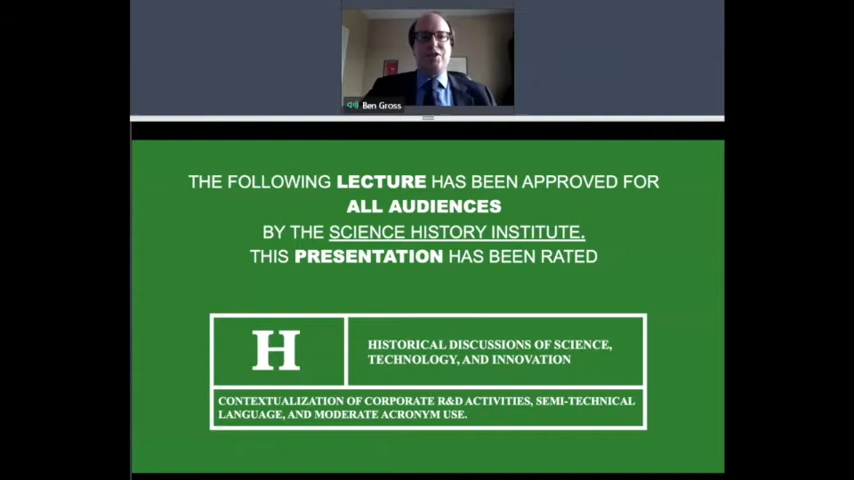 Ben Gross
THE FOLLOWING LECTURE HAS BEEN APPROVED FOR
ALL AUDIENCES
BY THE SCIENCE HISTORY INSTITUTE.
THIS PRESENTATION HAS BEEN RATED
H
HISTORICAL DISCUSSIONS OF SCIENCE,
TECHNOLOGY, AND INNOVATION
CONTEXTUALIZATION OF CORPORATE R&D ACTIVITIES, SEMI-TECHNICAL
LANGUAGE, AND MODERATE ACRONYM USE.